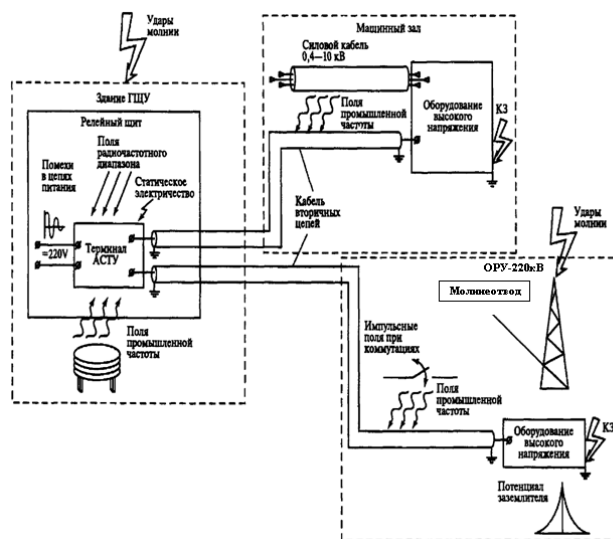 Удары
молнии
Машинный зал
Силовой кабель
0,4—10 кВ
Поля
промышленной
частоты
Оборудование
высокого
напряжения
КЗ
Здание ГЩУ
Релейный щит
Поля
радиочастотного
диапазона
Помехи
в цепях
питания
Статическое
электричество
=220V
Терминал
АСТУ
Поля
промышленной
частоты
Кабель
вторичных
цепей
Удары
молнии
ОРУ-220кВ
Молниеотвод
Импульсные
поля при
коммутациях
Поля
промышленной
частоты
Оборудование
высокого
напряжения
КЗ
Потенциал
заземлителя